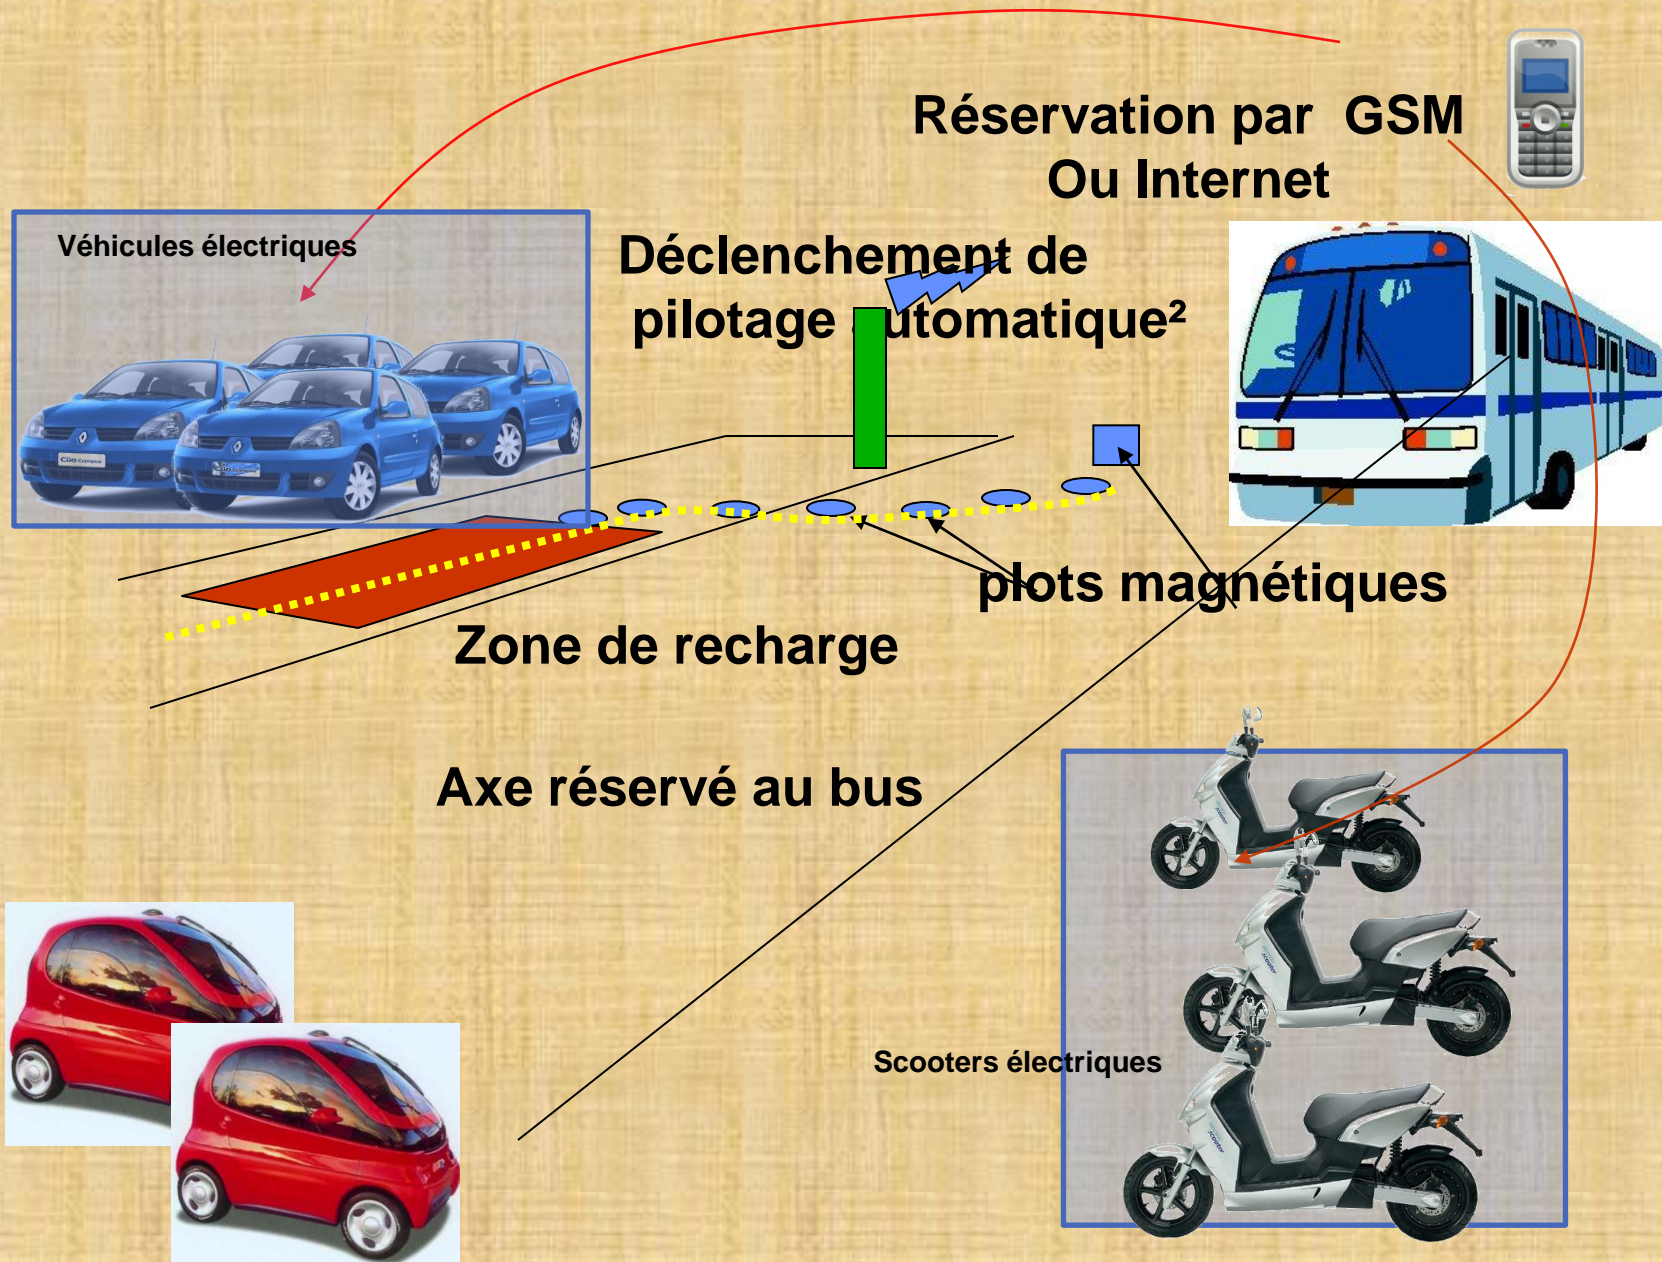 Réservation par GSM
Ou Internet
Véhicules électriques
Déclenchement de
pilotage automatique²
plots magnétiques
Zone de recharge
Axe réservé au bus
Scooters électriques